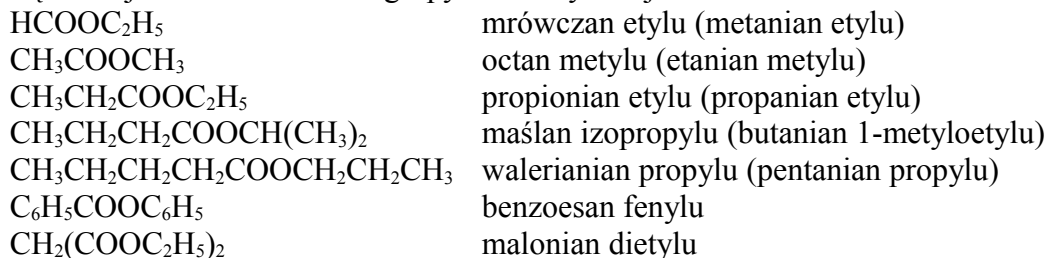 HCOOC₂H₅ mrówczan etylu (metanian etylu)
CH₃COOCH₃ octan metylu (etanian metylu)
CH₃CH₂COOC₂H₅ propionian etylu (propanian etylu)
CH₃CH₂CH₂COOCH(CH₃)₂ maślan izopropylu (butanian 1-metyloetylu)
CH₃CH₂CH₂CH₂COOCH₂CH₂CH₃ walerianian propylu (pentanian propylu)
C₆H₅COOC₆H₅ benzoesan fenylu
CH₂(COOC₂H₅)₂ malonian dietylu